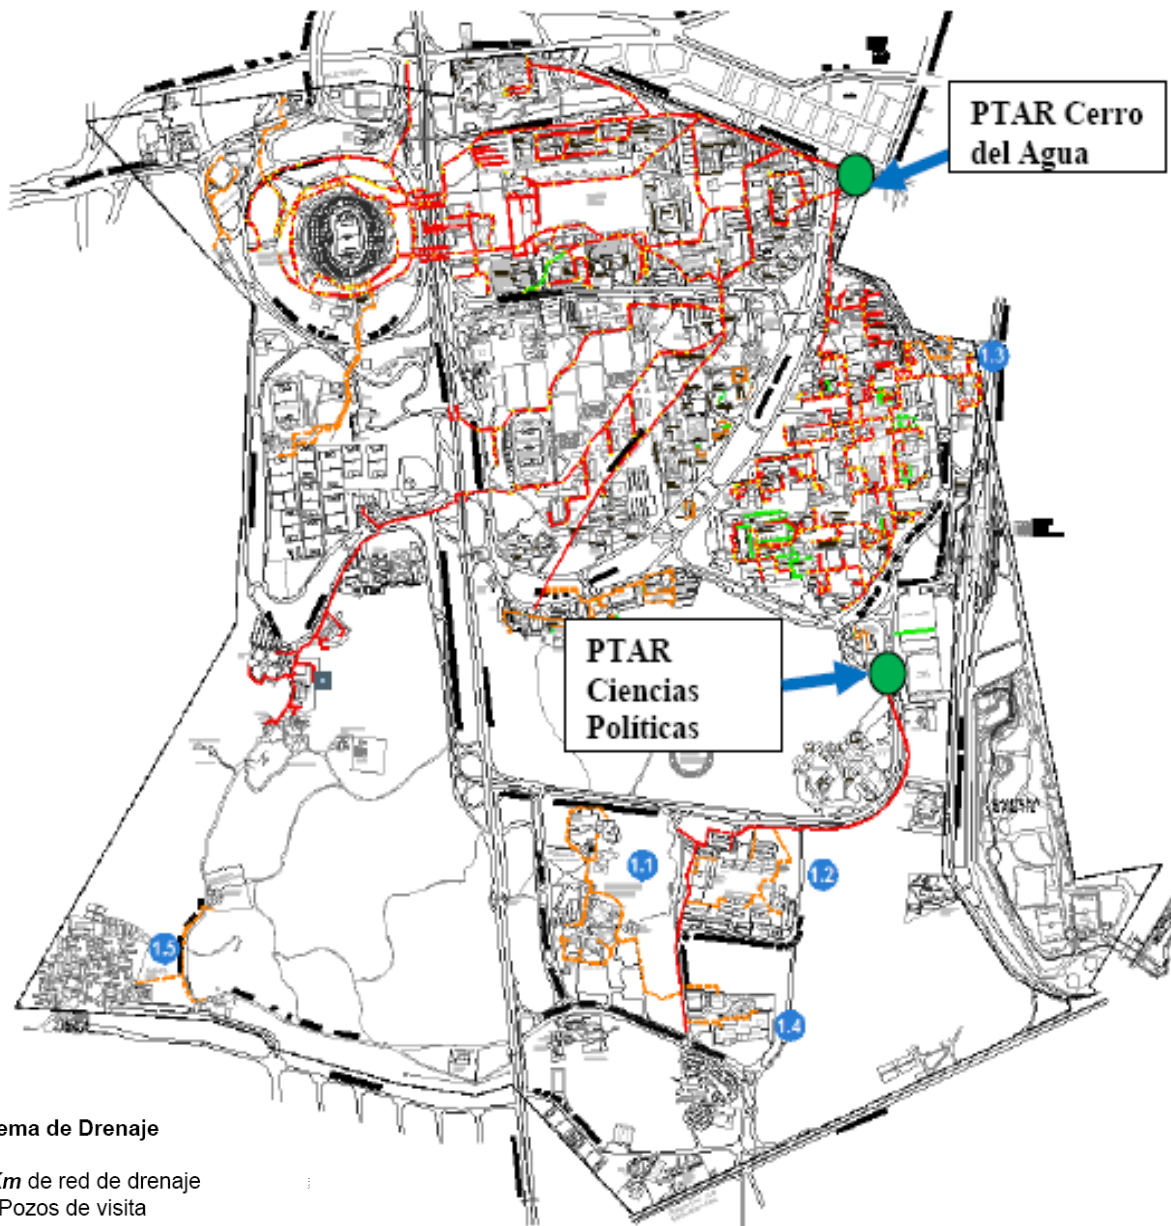 PTAR Cerro
del Agua
1.3
PTAR
Ciencias
Políticas
1.1
1.2
1.5
1.4
ema de Drenaje
Km de red de drenaje
Pozos de visita